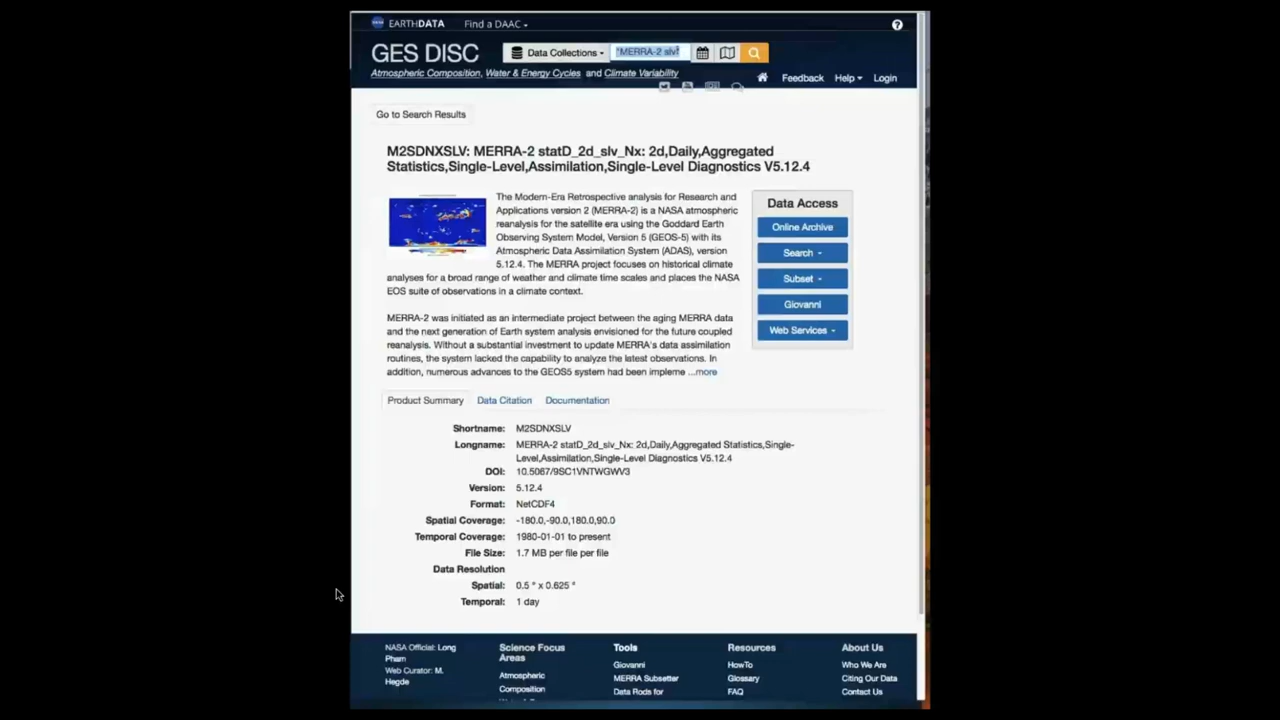 EARTHDATA Find a DAAC
GES DISC Data Collections "MERRA-2 slv"
Atmospheric Composition, Water & Energy Cycles and Climate Variability
Feedback Help Login
Go to Search Results
M2SDNXSLV: MERRA-2 statD_2d_slv_Nx: 2d,Daily,Aggregated
Statistics,Single-Level,Assimilation,Single-Level Diagnostics V5.12.4
The Modern-Era Retrospective analysis for Research and
Applications version 2 (MERRA-2) is a NASA atmospheric
reanalysis for the satellite era using the Goddard Earth
Observing System Model, Version 5 (GEOS-5) with its
Atmospheric Data Assimilation System (ADAS), version
5.12.4. The MERRA project focuses on historical climate
analyses for a broad range of weather and climate time scales and places the NASA
EOS suite of observations in a climate context.
MERRA-2 was initiated as an intermediate project between the aging MERRA data
and the next generation of Earth system analysis envisioned for the future coupled
reanalysis. Without a substantial investment to update MERRA's data assimilation
routines, the system lacked the capability to analyze the latest observations. In
addition, numerous advances to the GEOS5 system had been impleme ...more
Data Access
Online Archive
Search
Subset
Giovanni
Web Services
Product Summary Data Citation Documentation
Shortname: M2SDNXSLV
Longname: MERRA-2 statD_2d_slv_Nx: 2d,Daily,Aggregated Statistics,Single-
Level,Assimilation,Single-Level Diagnostics V5.12.4
DOI: 10.5067/9SC1VNTWGWV3
Version: 5.12.4
Format: NetCDF4
Spatial Coverage: -180.0,-90.0,180.0,90.0
Temporal Coverage: 1980-01-01 to present
File Size: 1.7 MB per file per file
Data Resolution
Spatial: 0.5 ° x 0.625 °
Temporal: 1 day
NASA Official: Long
Pham
Web Curator: M.
Hegde
Science Focus
Areas
Atmospheric
Composition
Tools
Giovanni
MERRA Subsetter
Data Rods for
Resources
HowTo
Glossary
FAQ
About Us
Who We Are
Citing Our Data
Contact Us